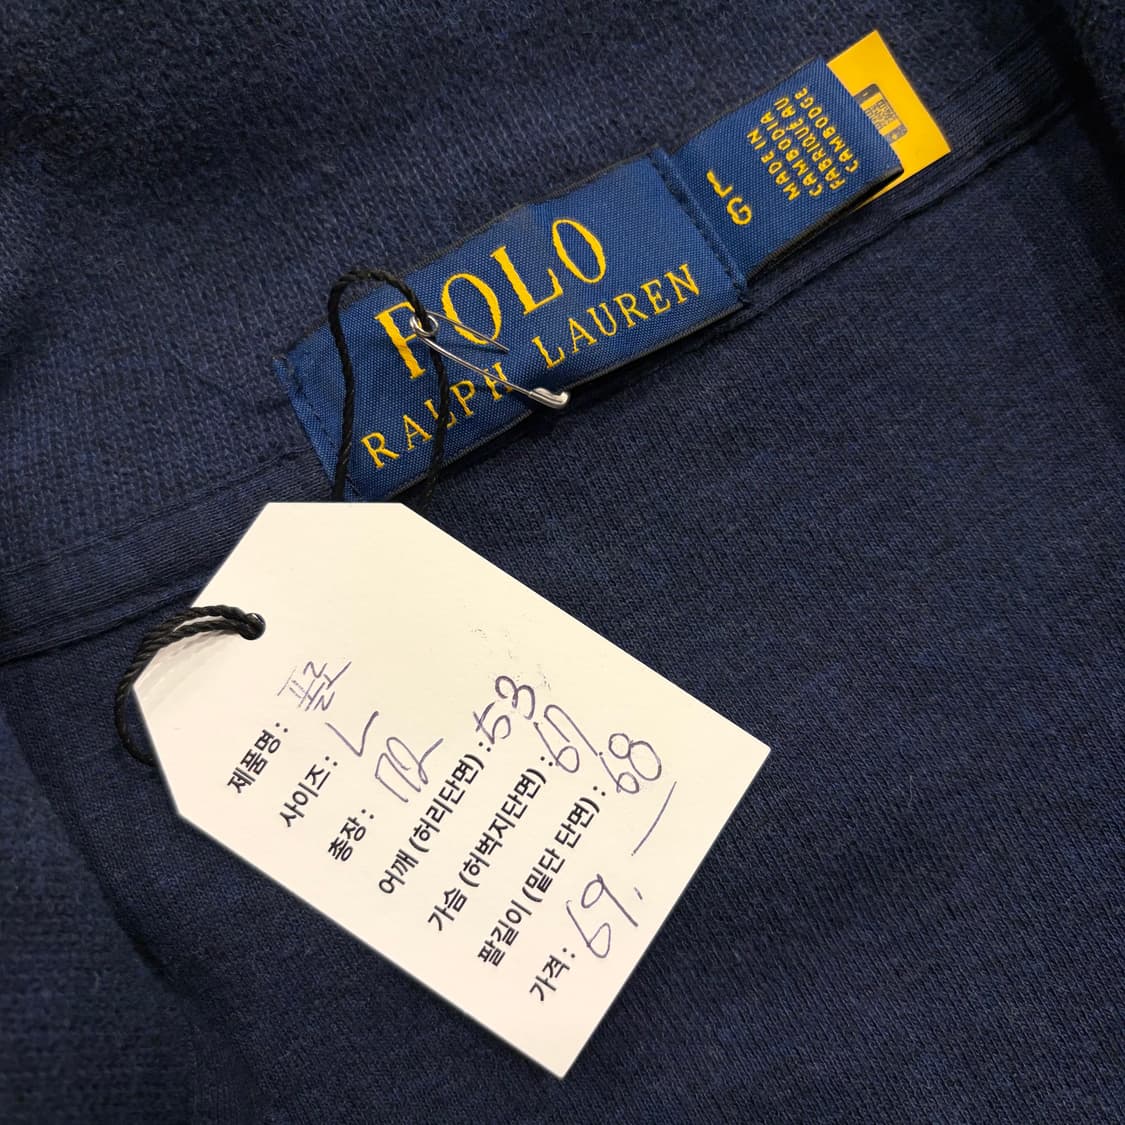 POLO
RALPH LAUREN
G
L
MADE IN
CAMBODIA
FABRIQUE AU
CAMBODGE
제품명 :
사이즈 : L
총장 : 72
어깨 (허리단면) : 53
가슴 (허벅지단면) : 67
팔길이 (밑단 단면) : 68
가격 : 69.